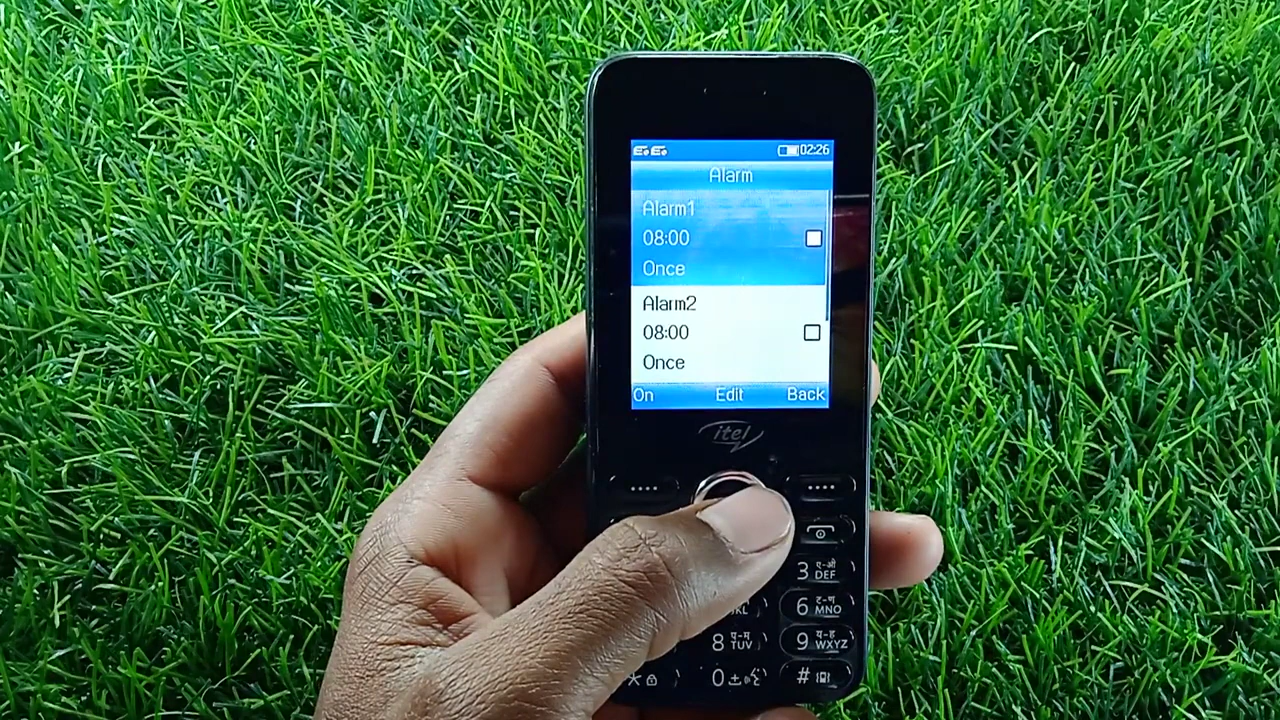 02:26
Alarm
Alarm1
08:00
Once
Alarm2
08:00
Once
On Edit Back
itel
3 ए-औ DEF
6 ट-ण MNO
8 प-म TUV
9 य-ह WXYZ
0 +
#